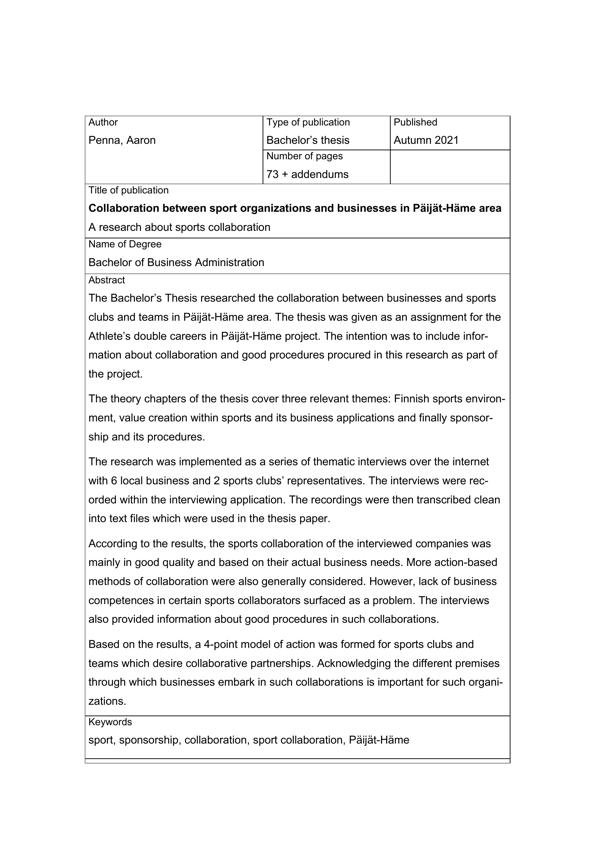 Author
Penna, Aaron
Type of publication
Bachelor's thesis
Published
Autumn 2021
Number of pages
73 + addendums
Title of publication
Collaboration between sport organizations and businesses in Päijät-Häme area
A research about sports collaboration
Name of Degree
Bachelor of Business Administration
Abstract
The Bachelor's Thesis researched the collaboration between businesses and sports
clubs and teams in Päijät-Häme area. The thesis was given as an assignment for the
Athlete's double careers in Päijät-Häme project. The intention was to include infor-
mation about collaboration and good procedures procured in this research as part of
the project.
The theory chapters of the thesis cover three relevant themes: Finnish sports environ-
ment, value creation within sports and its business applications and finally sponsor-
ship and its procedures.
The research was implemented as a series of thematic interviews over the internet
with 6 local business and 2 sports clubs' representatives. The interviews were rec-
orded within the interviewing application. The recordings were then transcribed clean
into text files which were used in the thesis paper.
According to the results, the sports collaboration of the interviewed companies was
mainly in good quality and based on their actual business needs. More action-based
methods of collaboration were also generally considered. However, lack of business
competences in certain sports collaborators surfaced as a problem. The interviews
also provided information about good procedures in such collaborations.
Based on the results, a 4-point model of action was formed for sports clubs and
teams which desire collaborative partnerships. Acknowledging the different premises
through which businesses embark in such collaborations is important for such organi-
zations.
Keywords
sport, sponsorship, collaboration, sport collaboration, Päijät-Häme